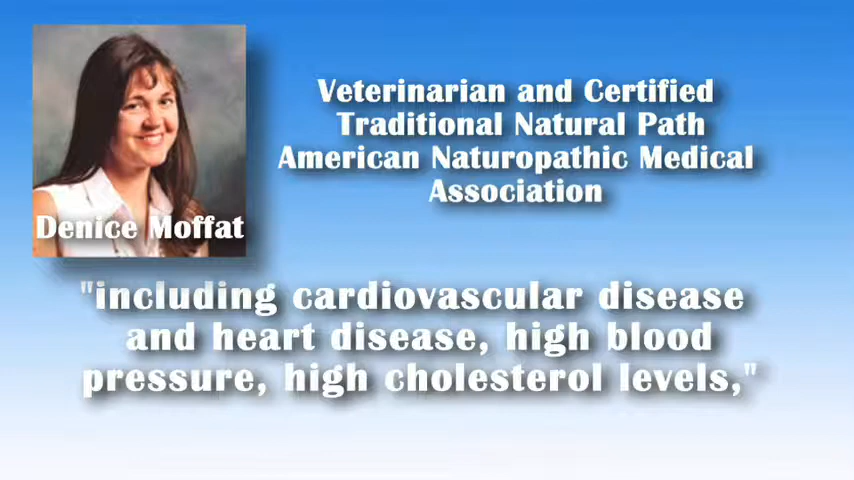 Denice Moffat
Veterinarian and Certified
Traditional Natural Path
American Naturopathic Medical
Association
"including cardiovascular disease
and heart disease, high blood
pressure, high cholesterol levels,"